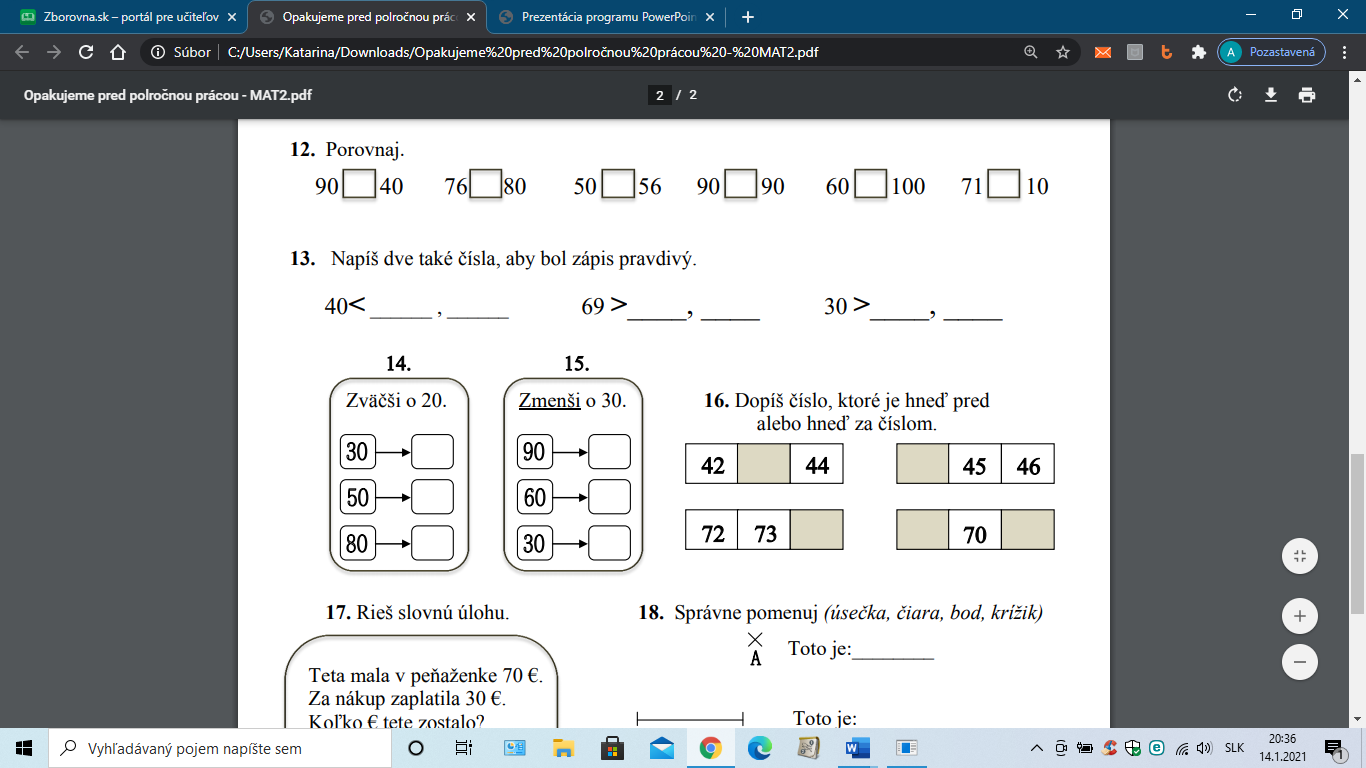 Zborovna.sk – portál pre učiteľov
Opakujeme pred polročnou prác
Prezentácia programu PowerPoin
Súbor
C:/Users/Katarina/Downloads/Opakujeme%20pred%20polročnou%20prácou%20-%20MAT2.pdf
A Pozastavená
Opakujeme pred polročnou prácou - MAT2.pdf
2 / 2
12. Porovnaj.
90 40 76 80 50 56 90 90 60 100 71 10
13. Napíš dve také čísla, aby bol zápis pravdivý.
40< ______ , ______ 69 >_____, _____ 30 >_____, _____
14.
Zväčši o 20.
30
50
80
15.
Zmenši o 30.
90
60
30
16. Dopíš číslo, ktoré je hneď pred
alebo hneď za číslom.
42 44 45 46
72 73 70
17. Rieš slovnú úlohu.
Teta mala v peňaženke 70 €.
Za nákup zaplatila 30 €.
Koľko € tete zostalo?
18. Správne pomenuj (úsečka, čiara, bod, krížik)
A
Toto je:________
Toto je:
Vyhľadávaný pojem napíšte sem
SLK
20:36
14.1.2021
1